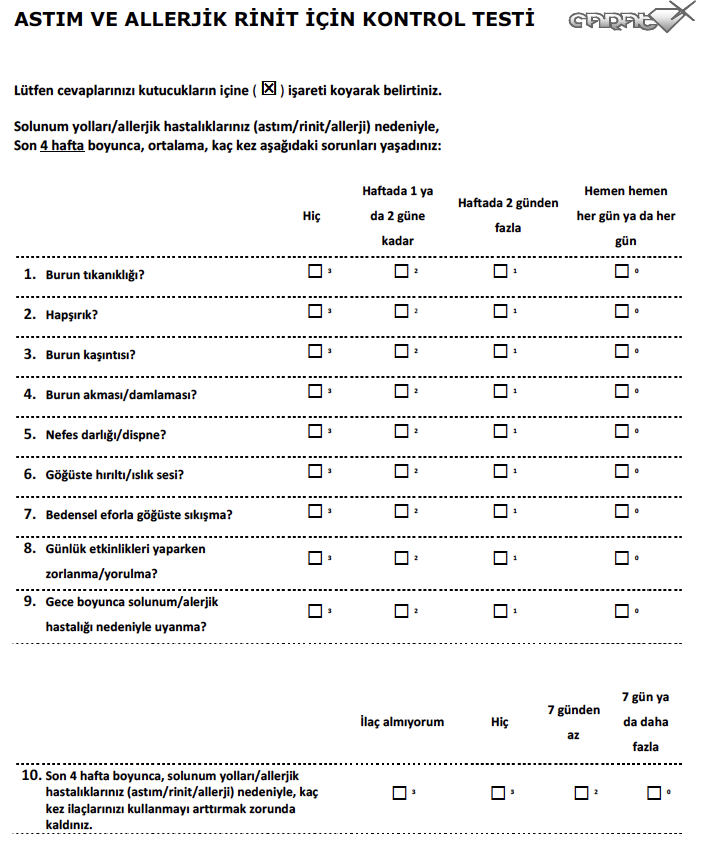 ASTIM VE ALLERJİK RİNİT İÇİN KONTROL TESTİ
CARAT
Lütfen cevaplarınızı kutucukların içine ( ☒ ) işareti koyarak belirtiniz.
Solunum yolları/allerjik hastalıklarınız (astım/rinit/allerji) nedeniyle,
Son 4 hafta boyunca, ortalama, kaç kez aşağıdaki sorunları yaşadınız:
Hiç
Haftada 1 ya
da 2 güne
kadar
Haftada 2 günden
fazla
Hemen hemen
her gün ya da her
gün
1. Burun tıkanıklığı? ☐ 3 ☐ 2 ☐ 1 ☐ 0
2. Hapşırık? ☐ 3 ☐ 2 ☐ 1 ☐ 0
3. Burun kaşıntısı? ☐ 3 ☐ 2 ☐ 1 ☐ 0
4. Burun akması/damlaması? ☐ 3 ☐ 2 ☐ 1 ☐ 0
5. Nefes darlığı/dispne? ☐ 3 ☐ 2 ☐ 1 ☐ 0
6. Göğüste hırıltı/ıslık sesi? ☐ 3 ☐ 2 ☐ 1 ☐ 0
7. Bedensel eforla göğüste sıkışma? ☐ 3 ☐ 2 ☐ 1 ☐ 0
8. Günlük etkinlikleri yaparken
zorlanma/yorulma? ☐ 3 ☐ 2 ☐ 1 ☐ 0
9. Gece boyunca solunum/alerjik
hastalığı nedeniyle uyanma? ☐ 3 ☐ 2 ☐ 1 ☐ 0
İlaç almıyorum
Hiç
7 günden
az
7 gün ya
da daha
fazla
10. Son 4 hafta boyunca, solunum yolları/allerjik
hastalıklarınız (astım/rinit/allerji) nedeniyle, kaç ☐ 3 ☐ 3 ☐ 2 ☐ 0
kez ilaçlarınızı kullanmayı arttırmak zorunda
kaldınız.